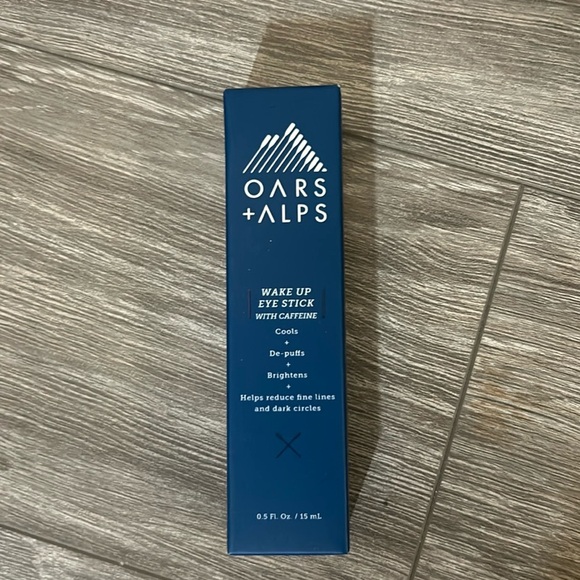 OARS
+ALPS
WAKE UP
EYE STICK
WITH CAFFEINE
Cools
+
De-puffs
+
Brightens
+
Helps reduce fine lines
and dark circles
0.5 Fl. Oz. / 15 mL